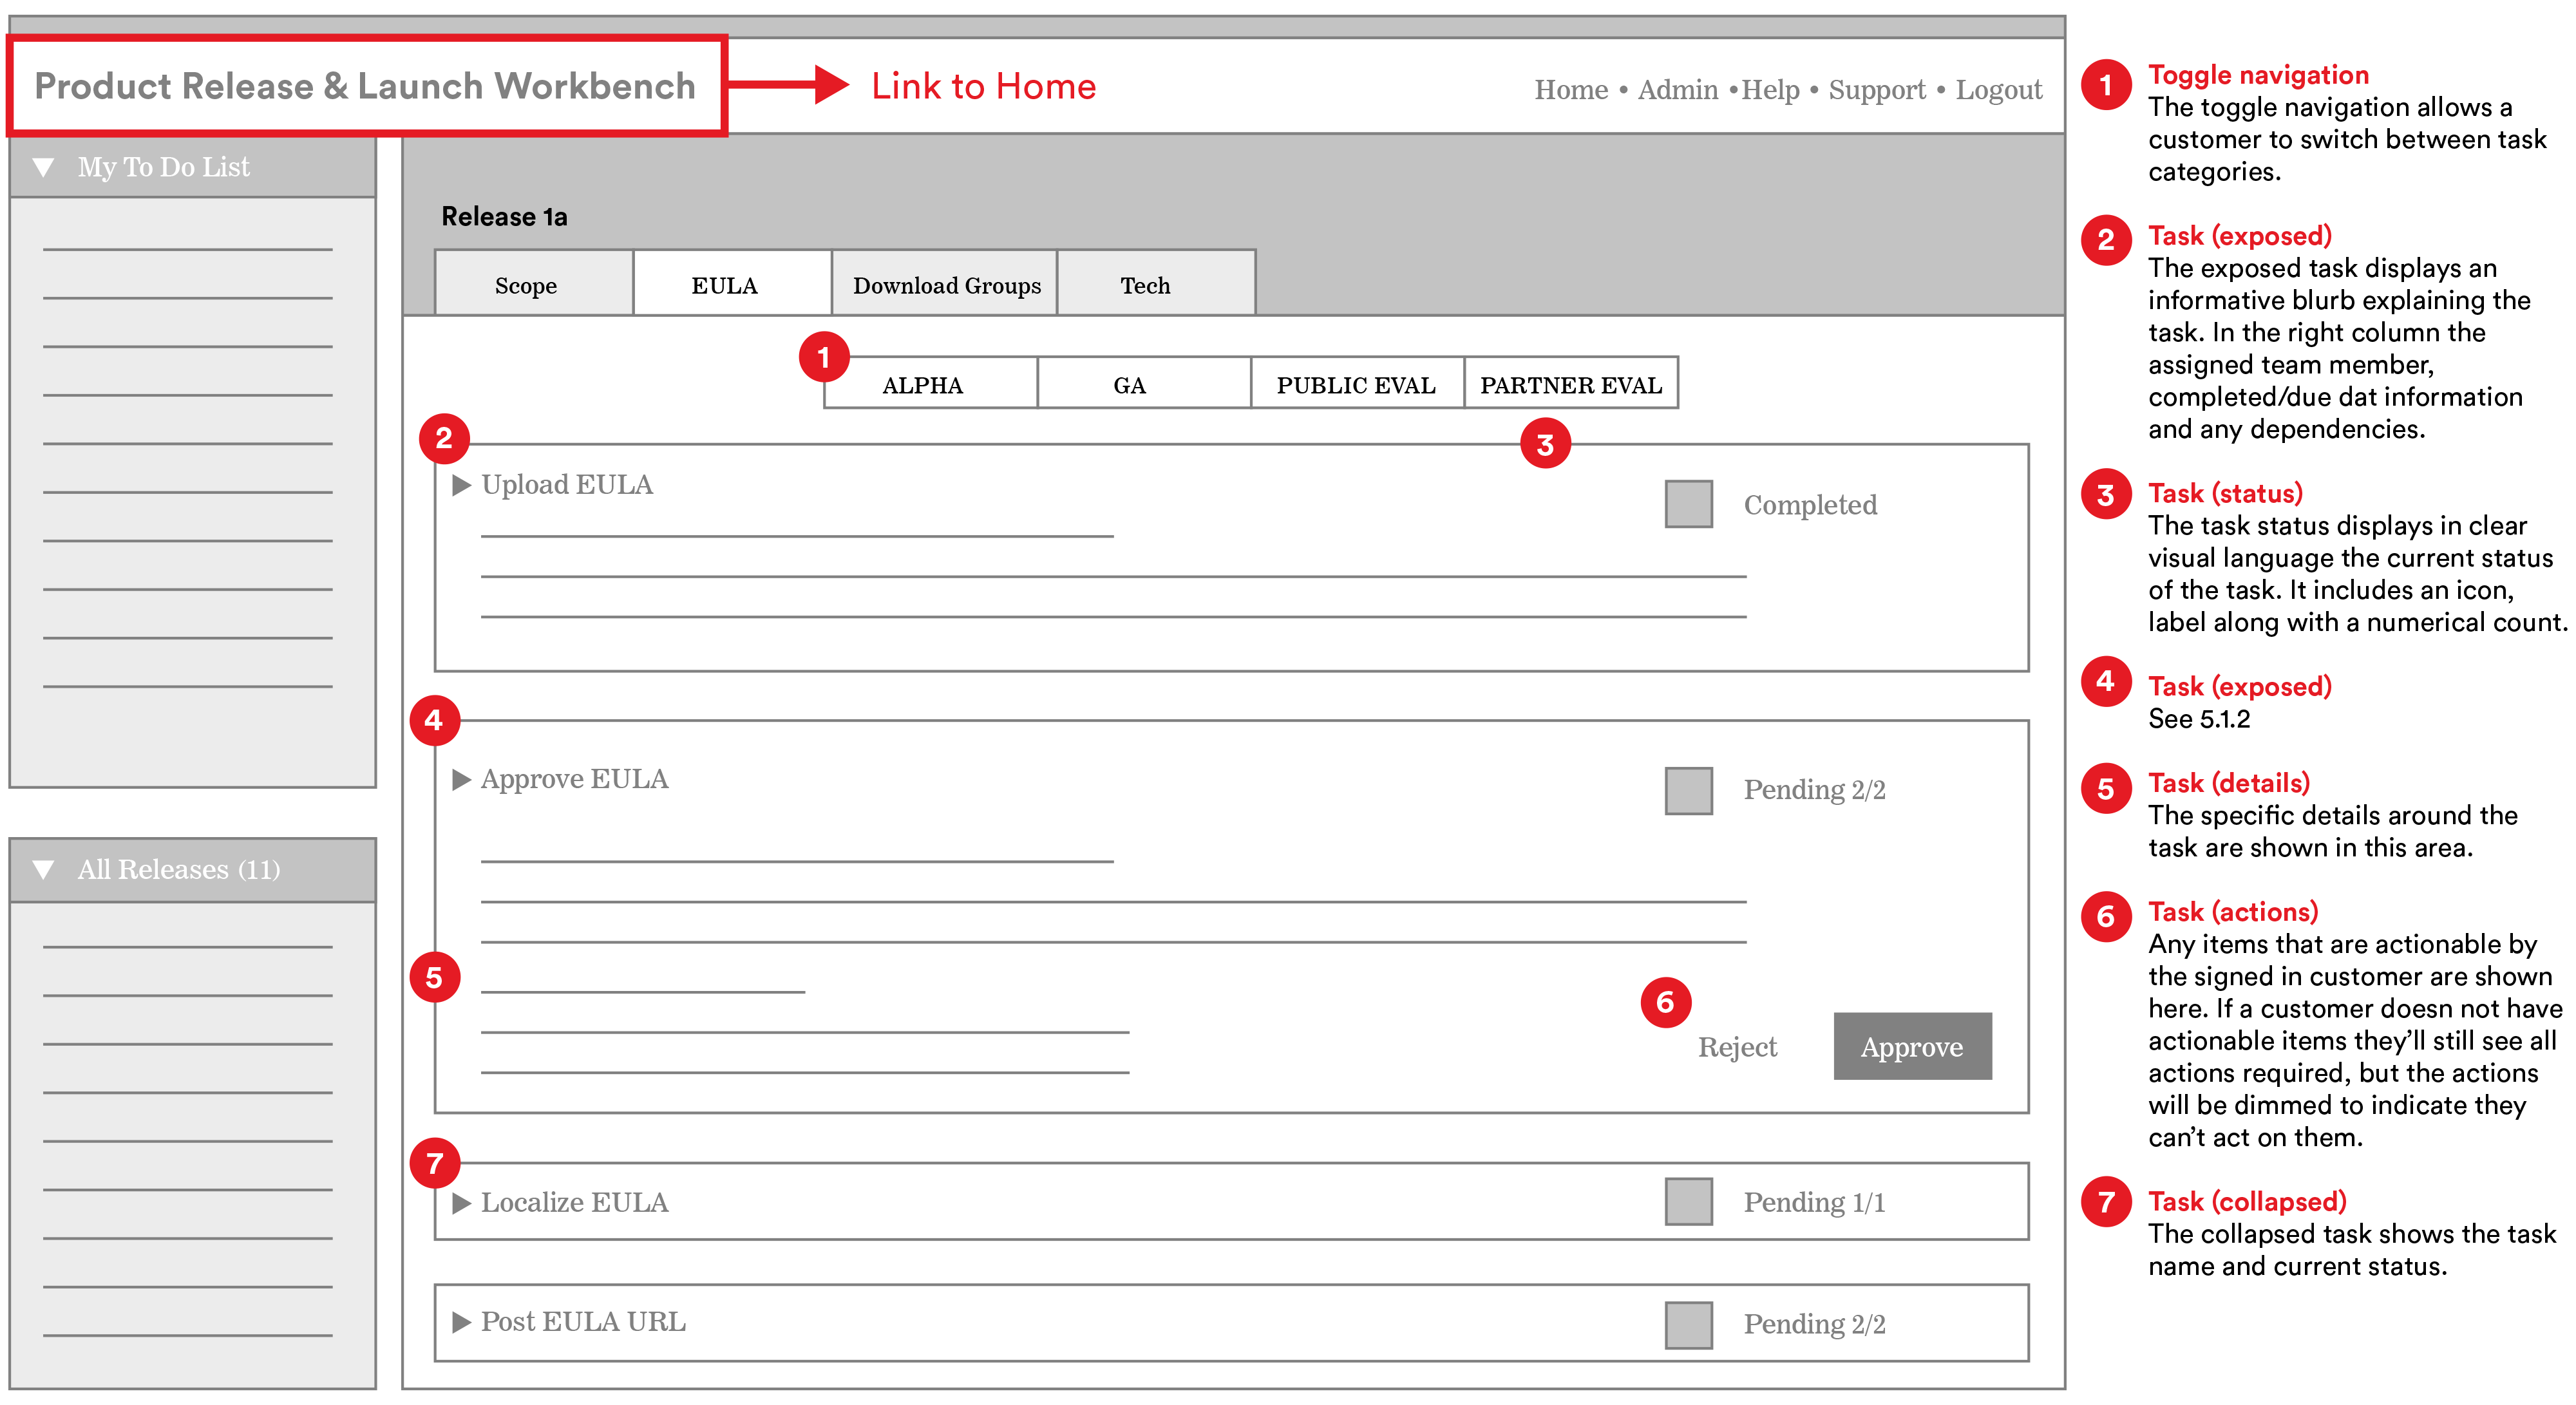 Product Release & Launch Workbench
Link to Home
Home • Admin •Help • Support • Logout
My To Do List
All Releases (11)
Release 1a
Scope
EULA
Download Groups
Tech
1
ALPHA
GA
PUBLIC EVAL
PARTNER EVAL
2
3
Upload EULA
Completed
4
Approve EULA
Pending 2/2
5
6
Reject
Approve
7
Localize EULA
Pending 1/1
Post EULA URL
Pending 2/2
1
Toggle navigation
The toggle navigation allows a
customer to switch between task
categories.
2
Task (exposed)
The exposed task displays an
informative blurb explaining the
task. In the right column the
assigned team member,
completed/due dat information
and any dependencies.
3
Task (status)
The task status displays in clear
visual language the current status
of the task. It includes an icon,
label along with a numerical count.
4
Task (exposed)
See 5.1.2
5
Task (details)
The specific details around the
task are shown in this area.
6
Task (actions)
Any items that are actionable by
the signed in customer are shown
here. If a customer doesn not have
actionable items they’ll still see all
actions required, but the actions
will be dimmed to indicate they
can’t act on them.
7
Task (collapsed)
The collapsed task shows the task
name and current status.